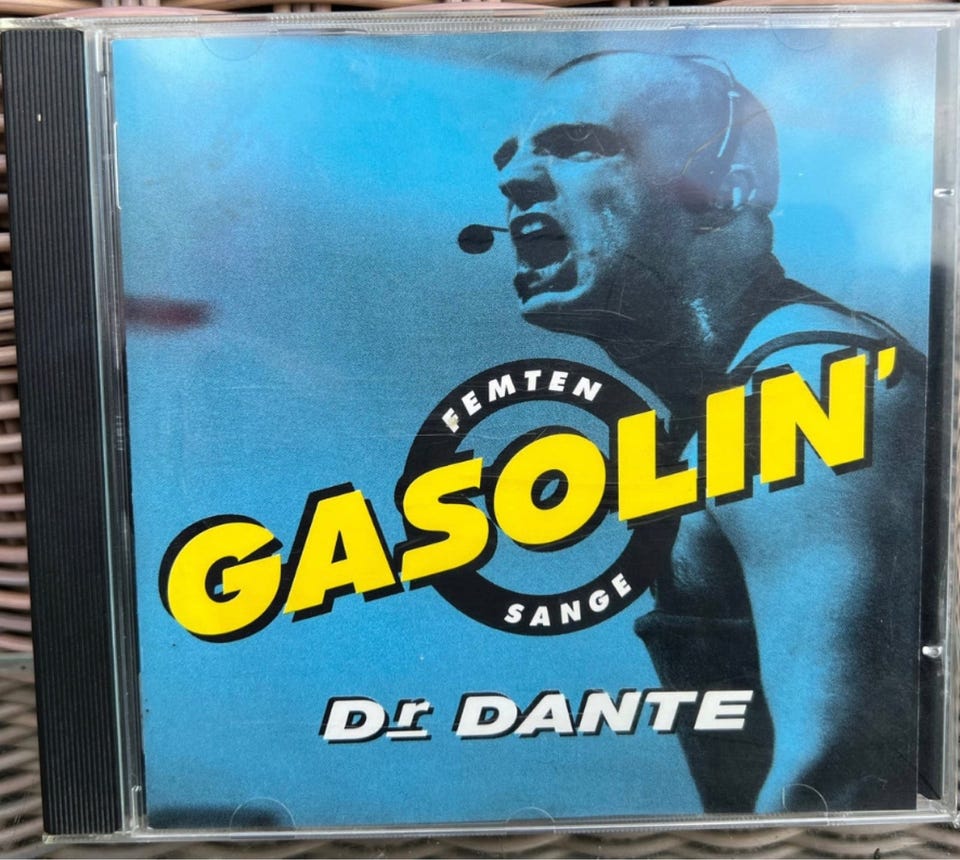 FEMTEN
GASOLIN'
SANGE
Dr DANTE